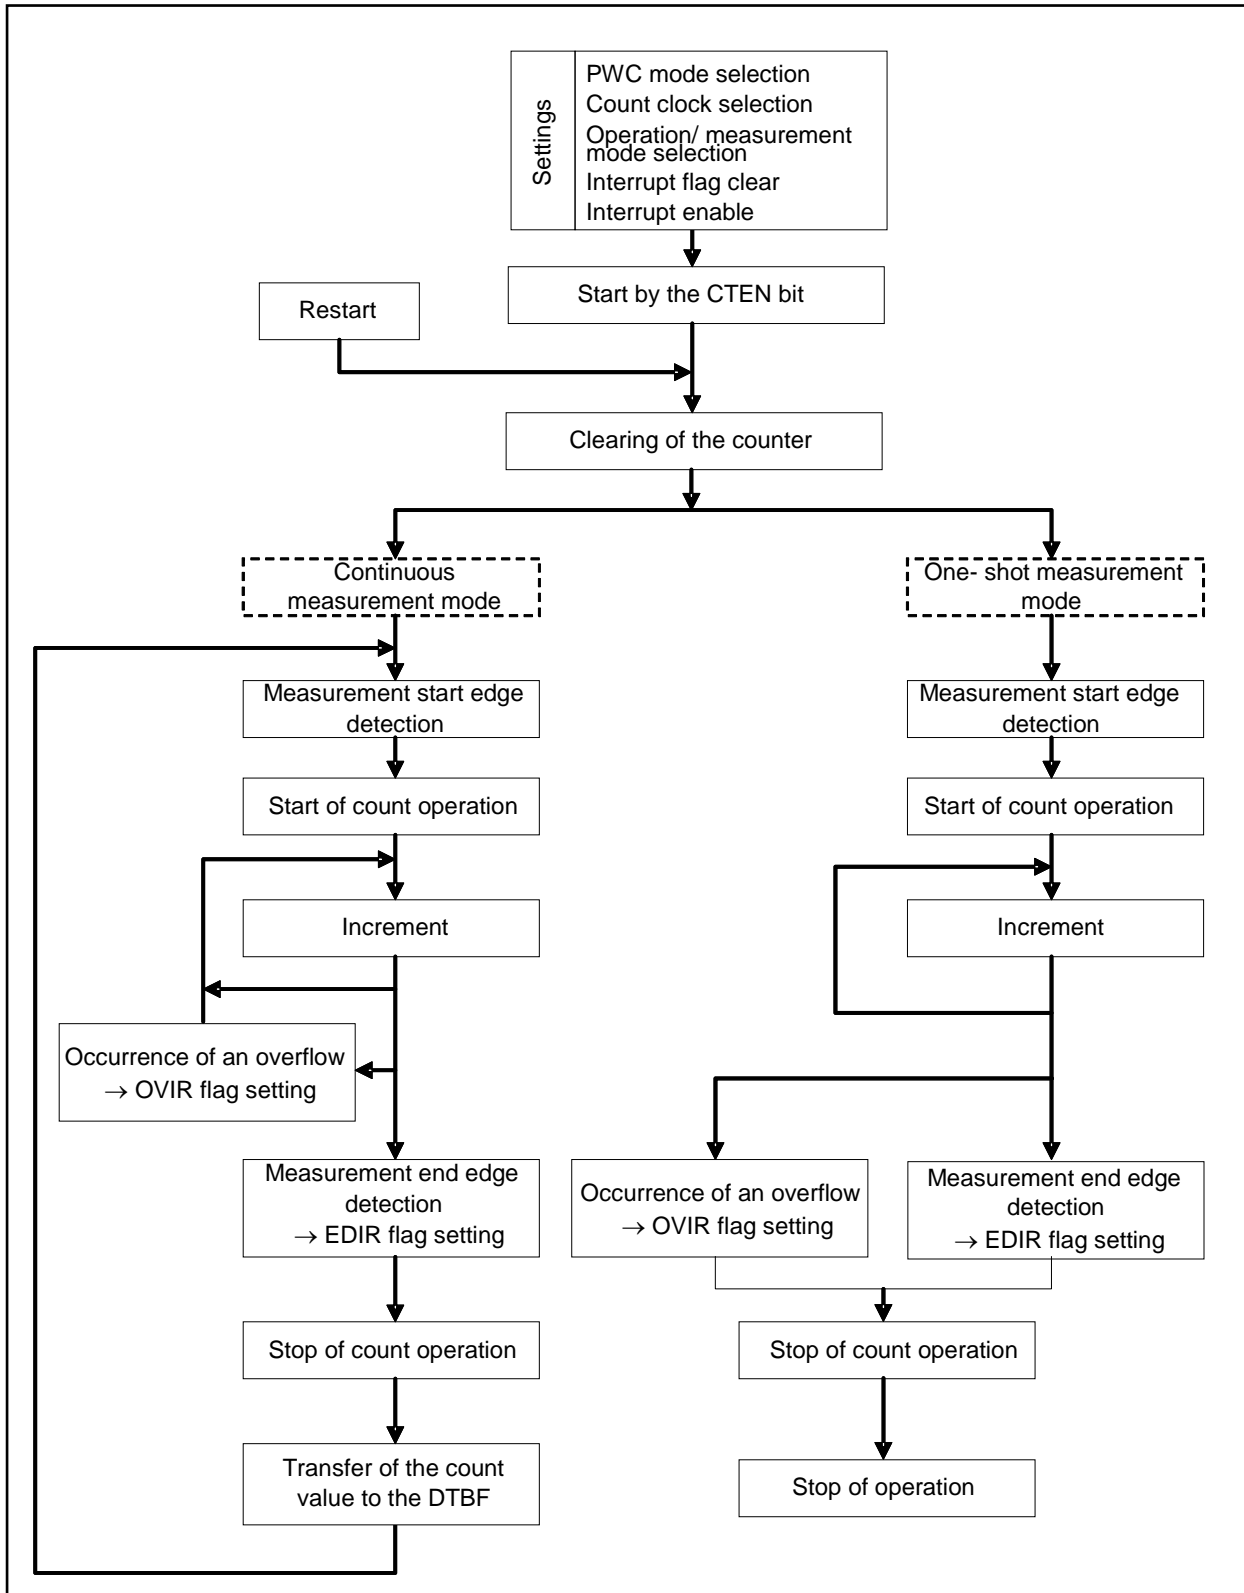 Settings
PWC mode selection
Count clock selection
Operation/ measurement
mode selection
Interrupt flag clear
Interrupt enable
Start by the CTEN bit
Restart
Clearing of the counter
Continuous
measurement mode
One- shot measurement
mode
Measurement start edge
detection
Measurement start edge
detection
Start of count operation
Start of count operation
Increment
Increment
Occurrence of an overflow
→ OVIR flag setting
Measurement end edge
detection
→ EDIR flag setting
Occurrence of an overflow
→ OVIR flag setting
Measurement end edge
detection
→ EDIR flag setting
Stop of count operation
Stop of count operation
Transfer of the count
value to the DTBF
Stop of operation